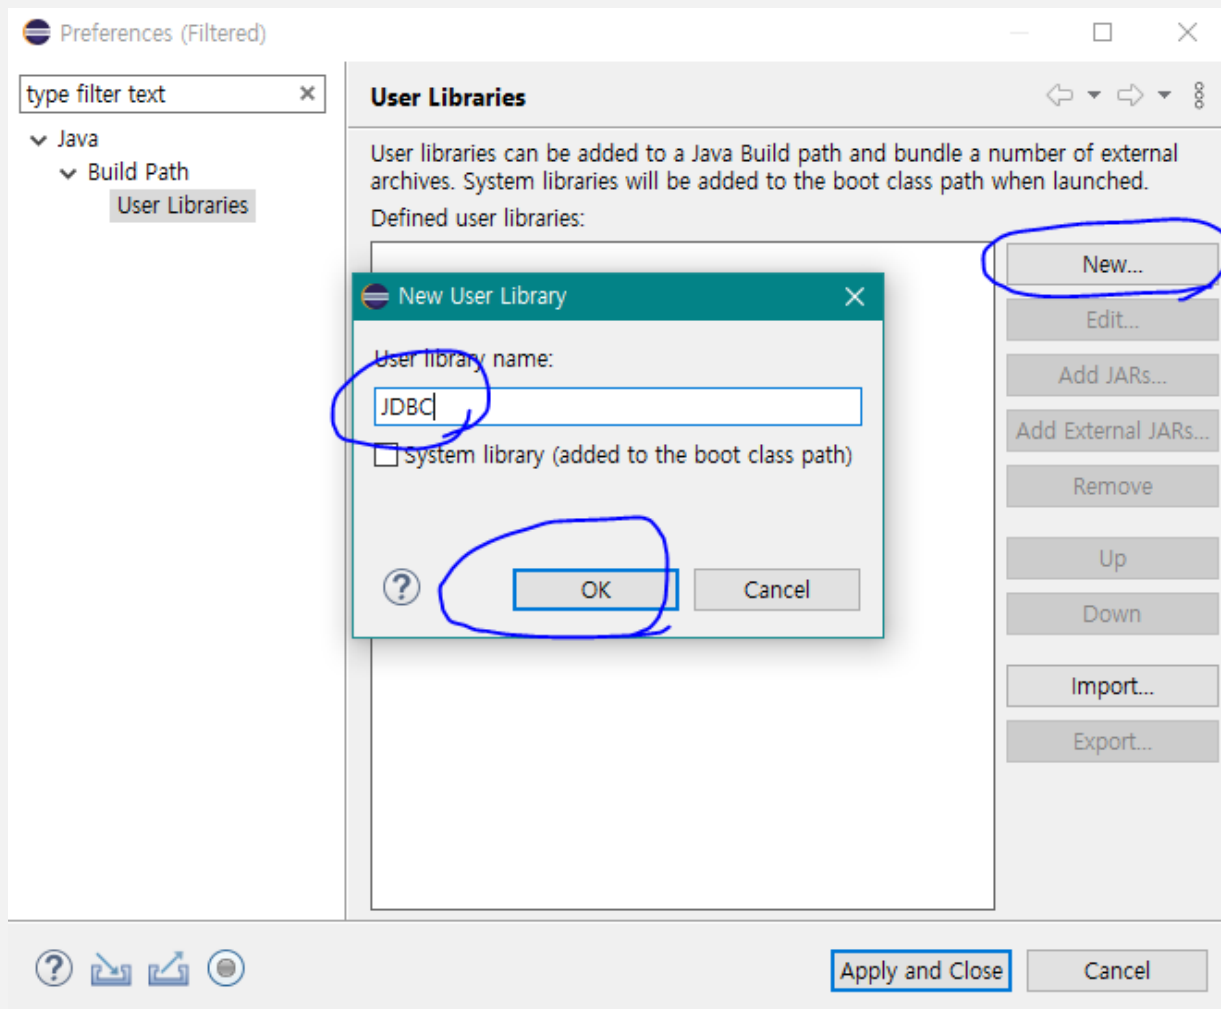 Preferences (Filtered)
type filter text
Java
Build Path
User Libraries
User Libraries
User libraries can be added to a Java Build path and bundle a number of external
archives. System libraries will be added to the boot class path when launched.
Defined user libraries:
New...
Edit...
Add JARs...
Add External JARs...
Remove
Up
Down
Import...
Export...
New User Library
User library name:
JDBC
System library (added to the boot class path)
OK
Cancel
Apply and Close
Cancel